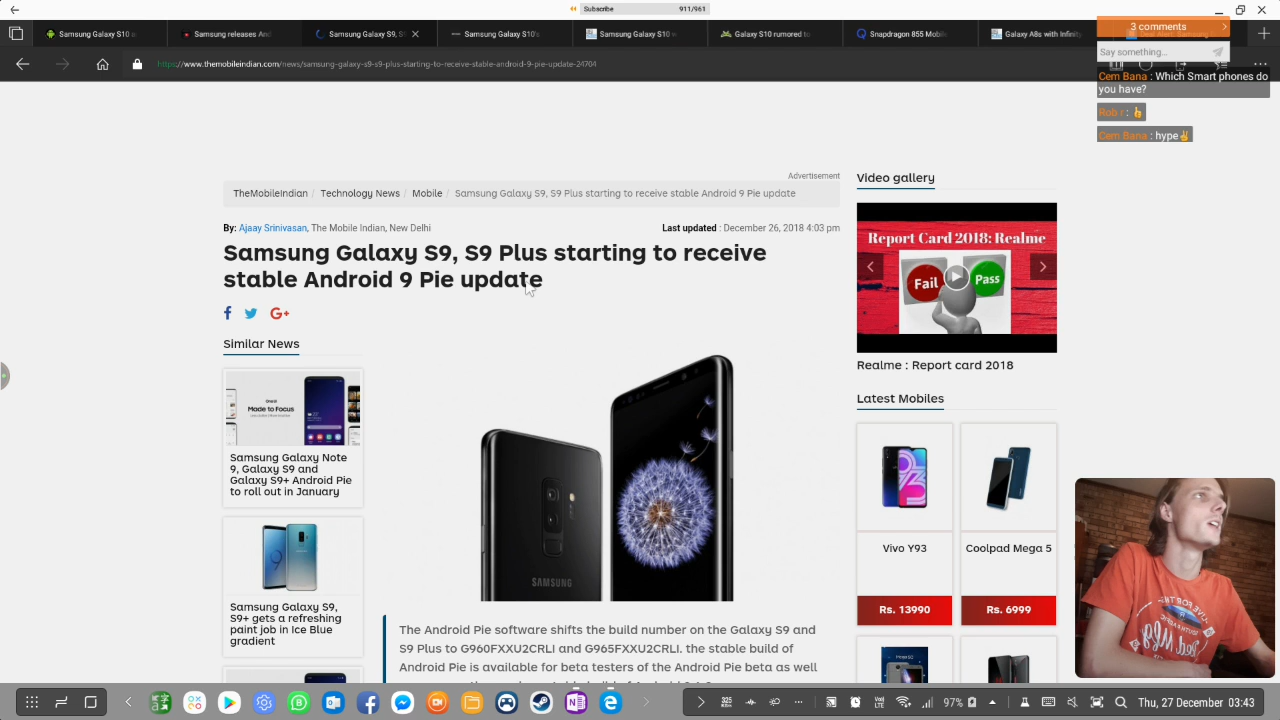 Subscribe 911/961
Samsung Galaxy S10 a
Samsung releases And
Samsung Galaxy S9, S9
Samsung Galaxy S10's
Samsung Galaxy S10
Galaxy S10 rumored to
Snapdragon 855 Mobi
Galaxy A8s with Infinity
https://www.themobileindian.com/news/samsung-galaxy-s9-s9-plus-starting-to-receive-stable-android-9-pie-update-24704
3 comments
Say something...
Cem Bana : Which Smart phones do
you have?
Rob r :
Cem Bana : hype
Advertisement
TheMobileIndian / Technology News / Mobile / Samsung Galaxy S9, S9 Plus starting to receive stable Android 9 Pie update
By: Ajaay Srinivasan, The Mobile Indian, New Delhi
Last updated : December 26, 2018 4:03 pm
Samsung Galaxy S9, S9 Plus starting to receive
stable Android 9 Pie update
G+
Similar News
Made to Focus
Samsung Galaxy Note
9, Galaxy S9 and
Galaxy S9+ Android Pie
to roll out in January
Samsung Galaxy S9,
S9+ gets a refreshing
paint job in Ice Blue
gradient
SAMSUNG
The Android Pie software shifts the build number on the Galaxy S9 and
S9 Plus to G960FXXU2CRLI and G965FXXU2CRLI. the stable build of
Android Pie is available for beta testers of the Android Pie beta as well
Video gallery
Report Card 2018: Realme
Fail
Pass
Realme : Report card 2018
Latest Mobiles
Vivo Y93
Rs. 13990
Coolpad Mega 5
Rs. 6999
97%
Thu, 27 December 03:43